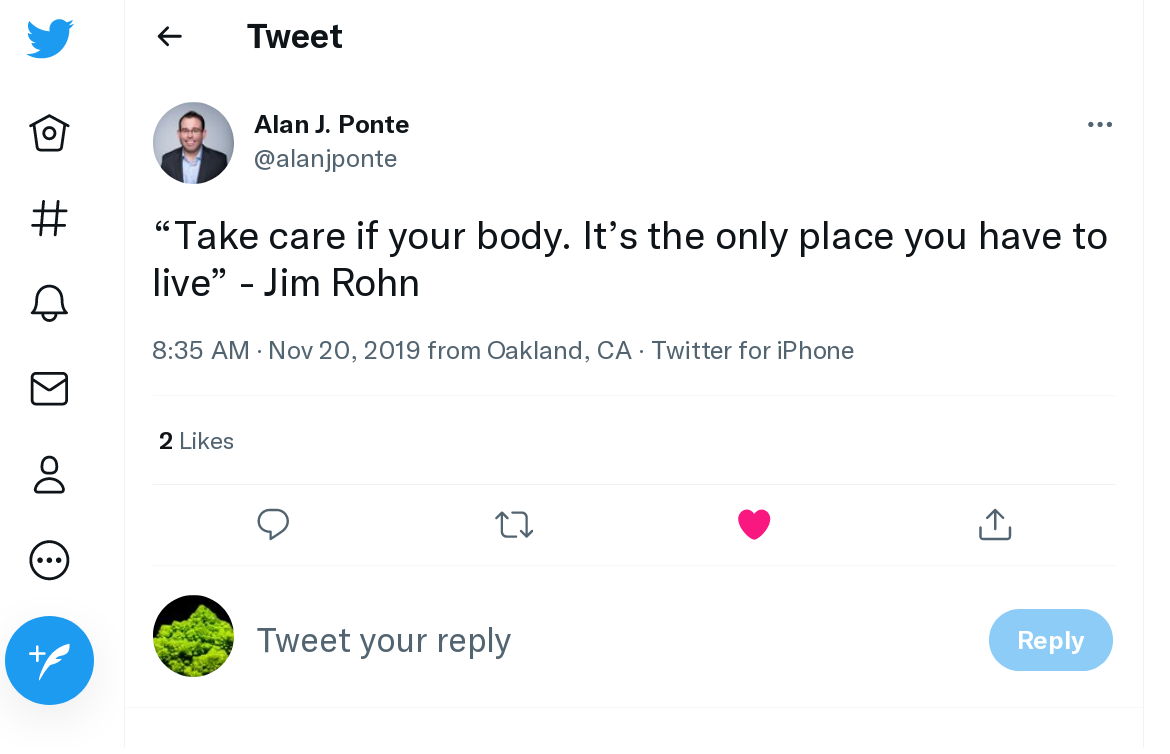 Tweet
Alan J. Ponte
@alanjponte
“Take care if your body. It’s the only place you have to
live” - Jim Rohn
8:35 AM · Nov 20, 2019 from Oakland, CA · Twitter for iPhone
2 Likes
Tweet your reply
Reply